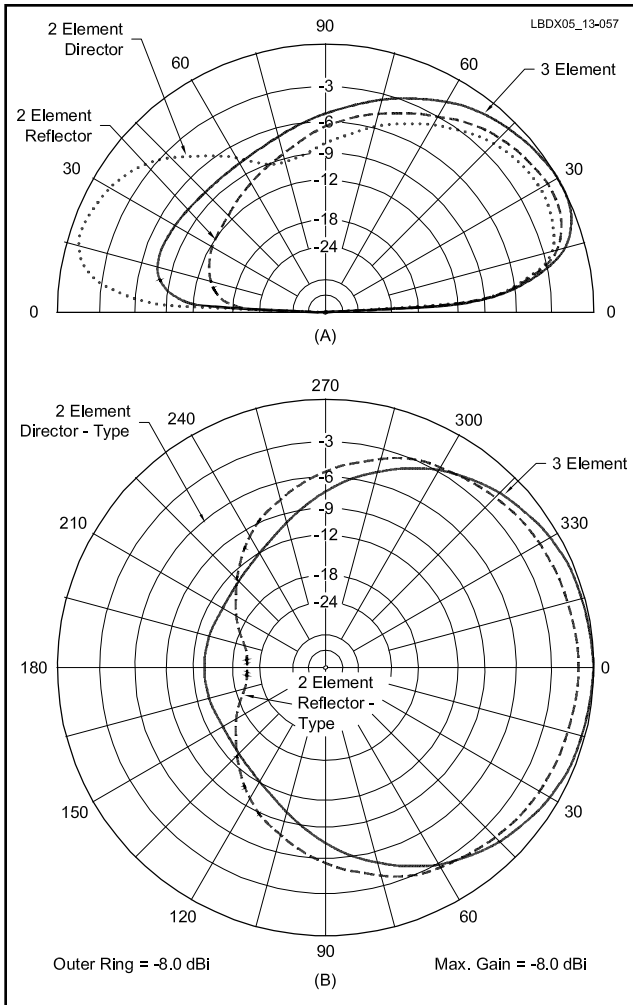 LBDX05_13-057
90
2 Element
Director
60
60
3 Element
2 Element
Reflector
-3
-6
-9
-12
-18
-24
30
30
0
0
(A)
270
2 Element
Director - Type
240
300
3 Element
-3
-6
-9
-12
-18
-24
210
330
180
0
2 Element
Reflector -
Type
150
30
120
60
90
Outer Ring = -8.0 dBi
(B)
Max. Gain = -8.0 dBi